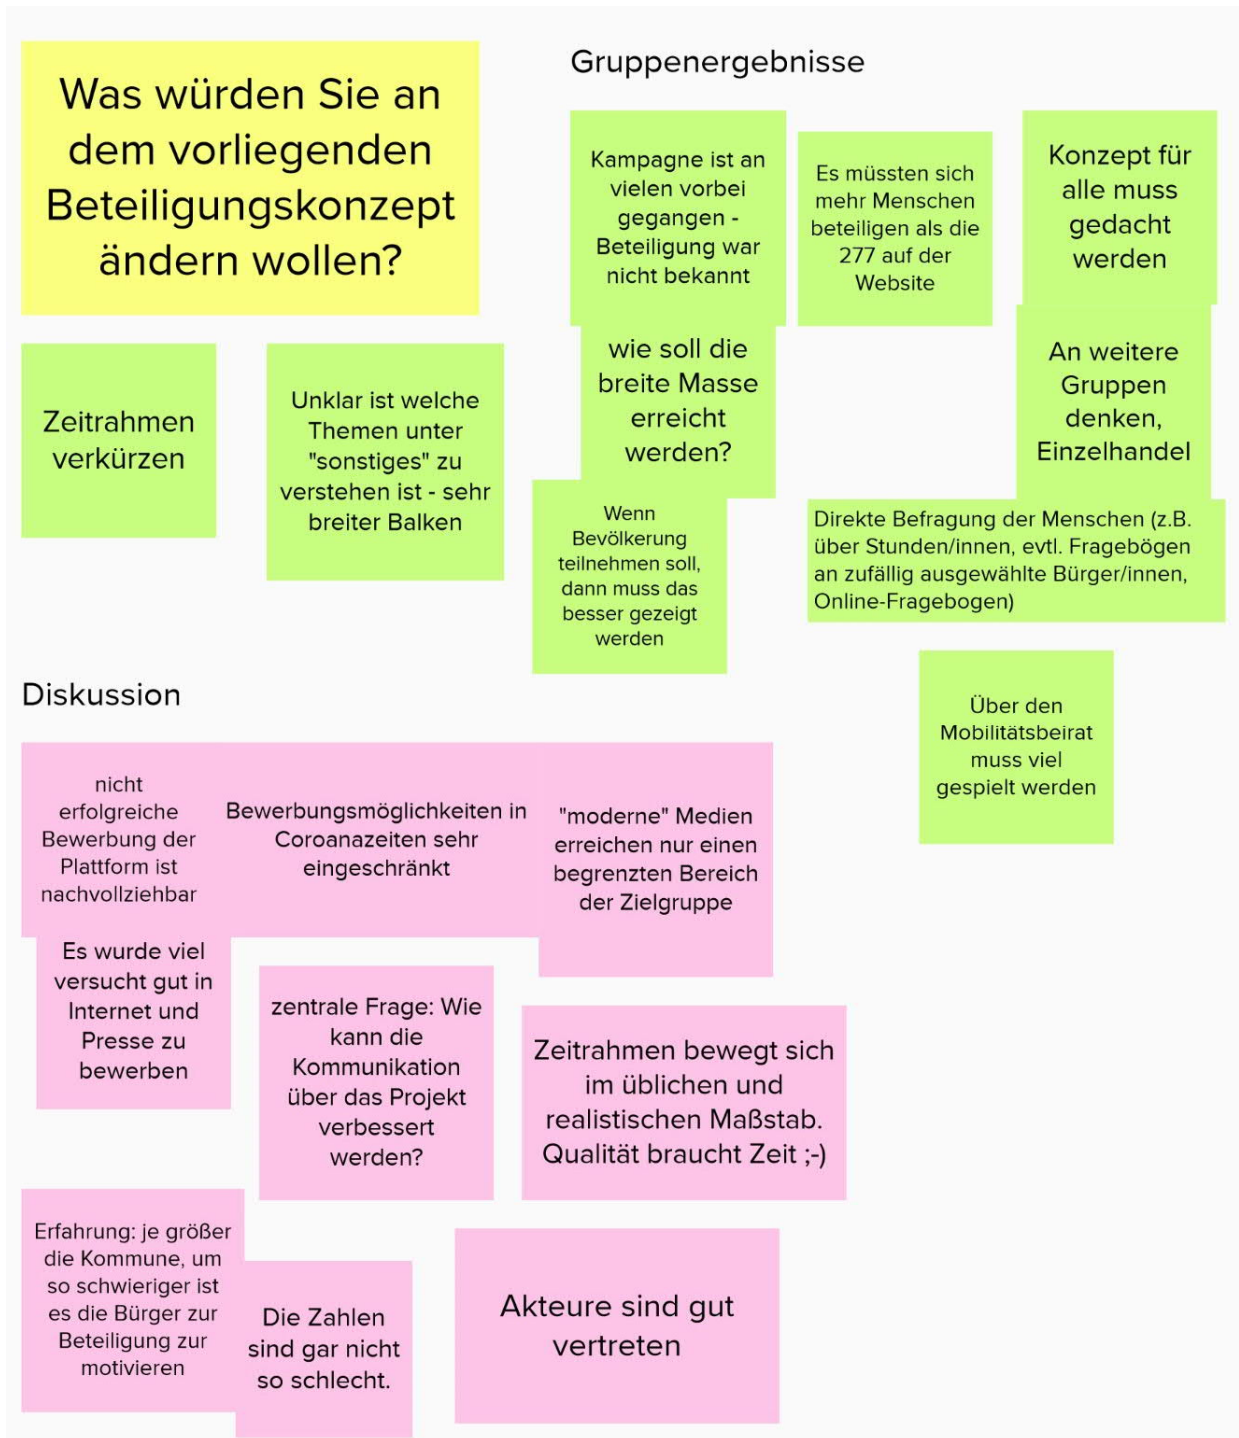 Was würden Sie an
dem vorliegenden
Beteiligungskonzept
ändern wollen?
Gruppenergebnisse
Kampagne ist an
vielen vorbei
gegangen -
Beteiligung war
nicht bekannt
Es müssten sich
mehr Menschen
beteiligen als die
277 auf der
Website
Konzept für
alle muss
gedacht
werden
Zeitrahmen
verkürzen
Unklar ist welche
Themen unter
"sonstiges" zu
verstehen ist - sehr
breiter Balken
wie soll die
breite Masse
erreicht
werden?
An weitere
Gruppen
denken,
Einzelhandel
Wenn
Bevölkerung
teilnehmen soll,
dann muss das
besser gezeigt
werden
Direkte Befragung der Menschen (z.B.
über Stunden/innen, evtl. Fragebögen
an zufällig ausgewählte Bürger/innen,
Online-Fragebogen)
Über den
Mobilitätsbeirat
muss viel
gespielt werden
Diskussion
nicht
erfolgreiche
Bewerbung der
Plattform ist
nachvollziehbar
Bewerbungsmöglichkeiten in
Coroanazeiten sehr
eingeschränkt
"moderne" Medien
erreichen nur einen
begrenzten Bereich
der Zielgruppe
Es wurde viel
versucht gut in
Internet und
Presse zu
bewerben
zentrale Frage: Wie
kann die
Kommunikation
über das Projekt
verbessert
werden?
Zeitrahmen bewegt sich
im üblichen und
realistischen Maßstab.
Qualität braucht Zeit ;-)
Erfahrung: je größer
die Kommune, um
so schwieriger ist
es die Bürger zur
Beteiligung zur
motivieren
Die Zahlen
sind gar nicht
so schlecht.
Akteure sind gut
vertreten